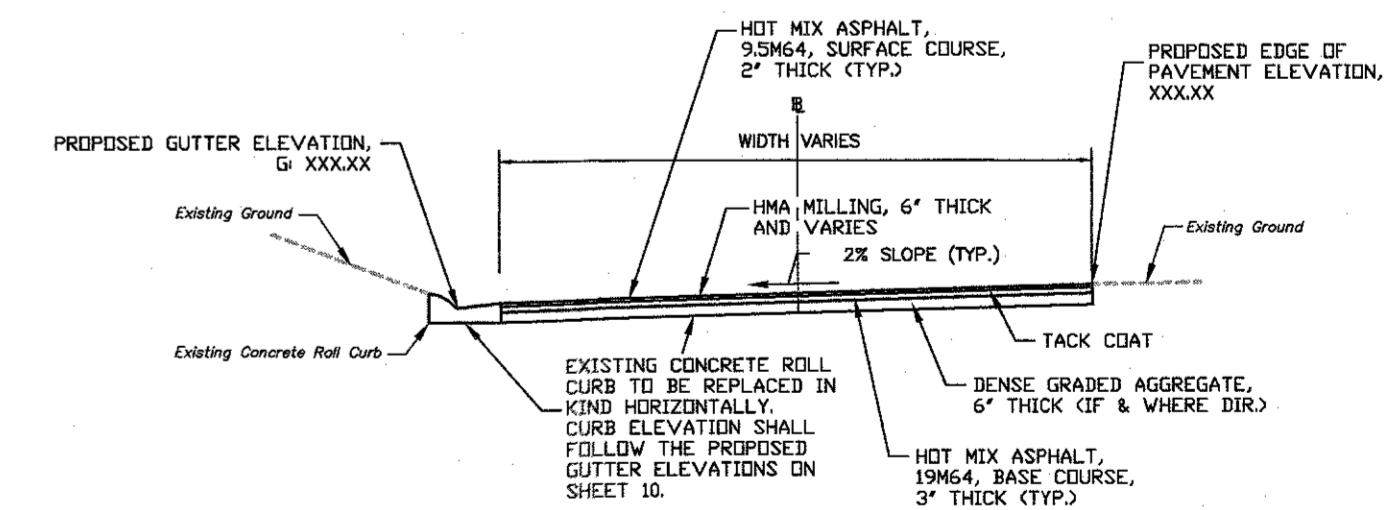 HOT MIX ASPHALT,
9.5M64, SURFACE COURSE,
2" THICK (TYP.)
PROPOSED EDGE OF
PAVEMENT ELEVATION,
XXX.XX
PROPOSED GUTTER ELEVATION,
G: XXX.XX
WIDTH VARIES
Existing Ground
HMA MILLING, 6" THICK
AND VARIES
2% SLOPE (TYP.)
Existing Ground
Existing Concrete Roll Curb
EXISTING CONCRETE ROLL
CURB TO BE REPLACED IN
KIND HORIZONTALLY.
CURB ELEVATION SHALL
FOLLOW THE PROPOSED
GUTTER ELEVATIONS ON
SHEET 10.
TACK COAT
DENSE GRADED AGGREGATE,
6" THICK (IF & WHERE DIR.)
HOT MIX ASPHALT,
19M64, BASE COURSE,
3" THICK (TYP.)